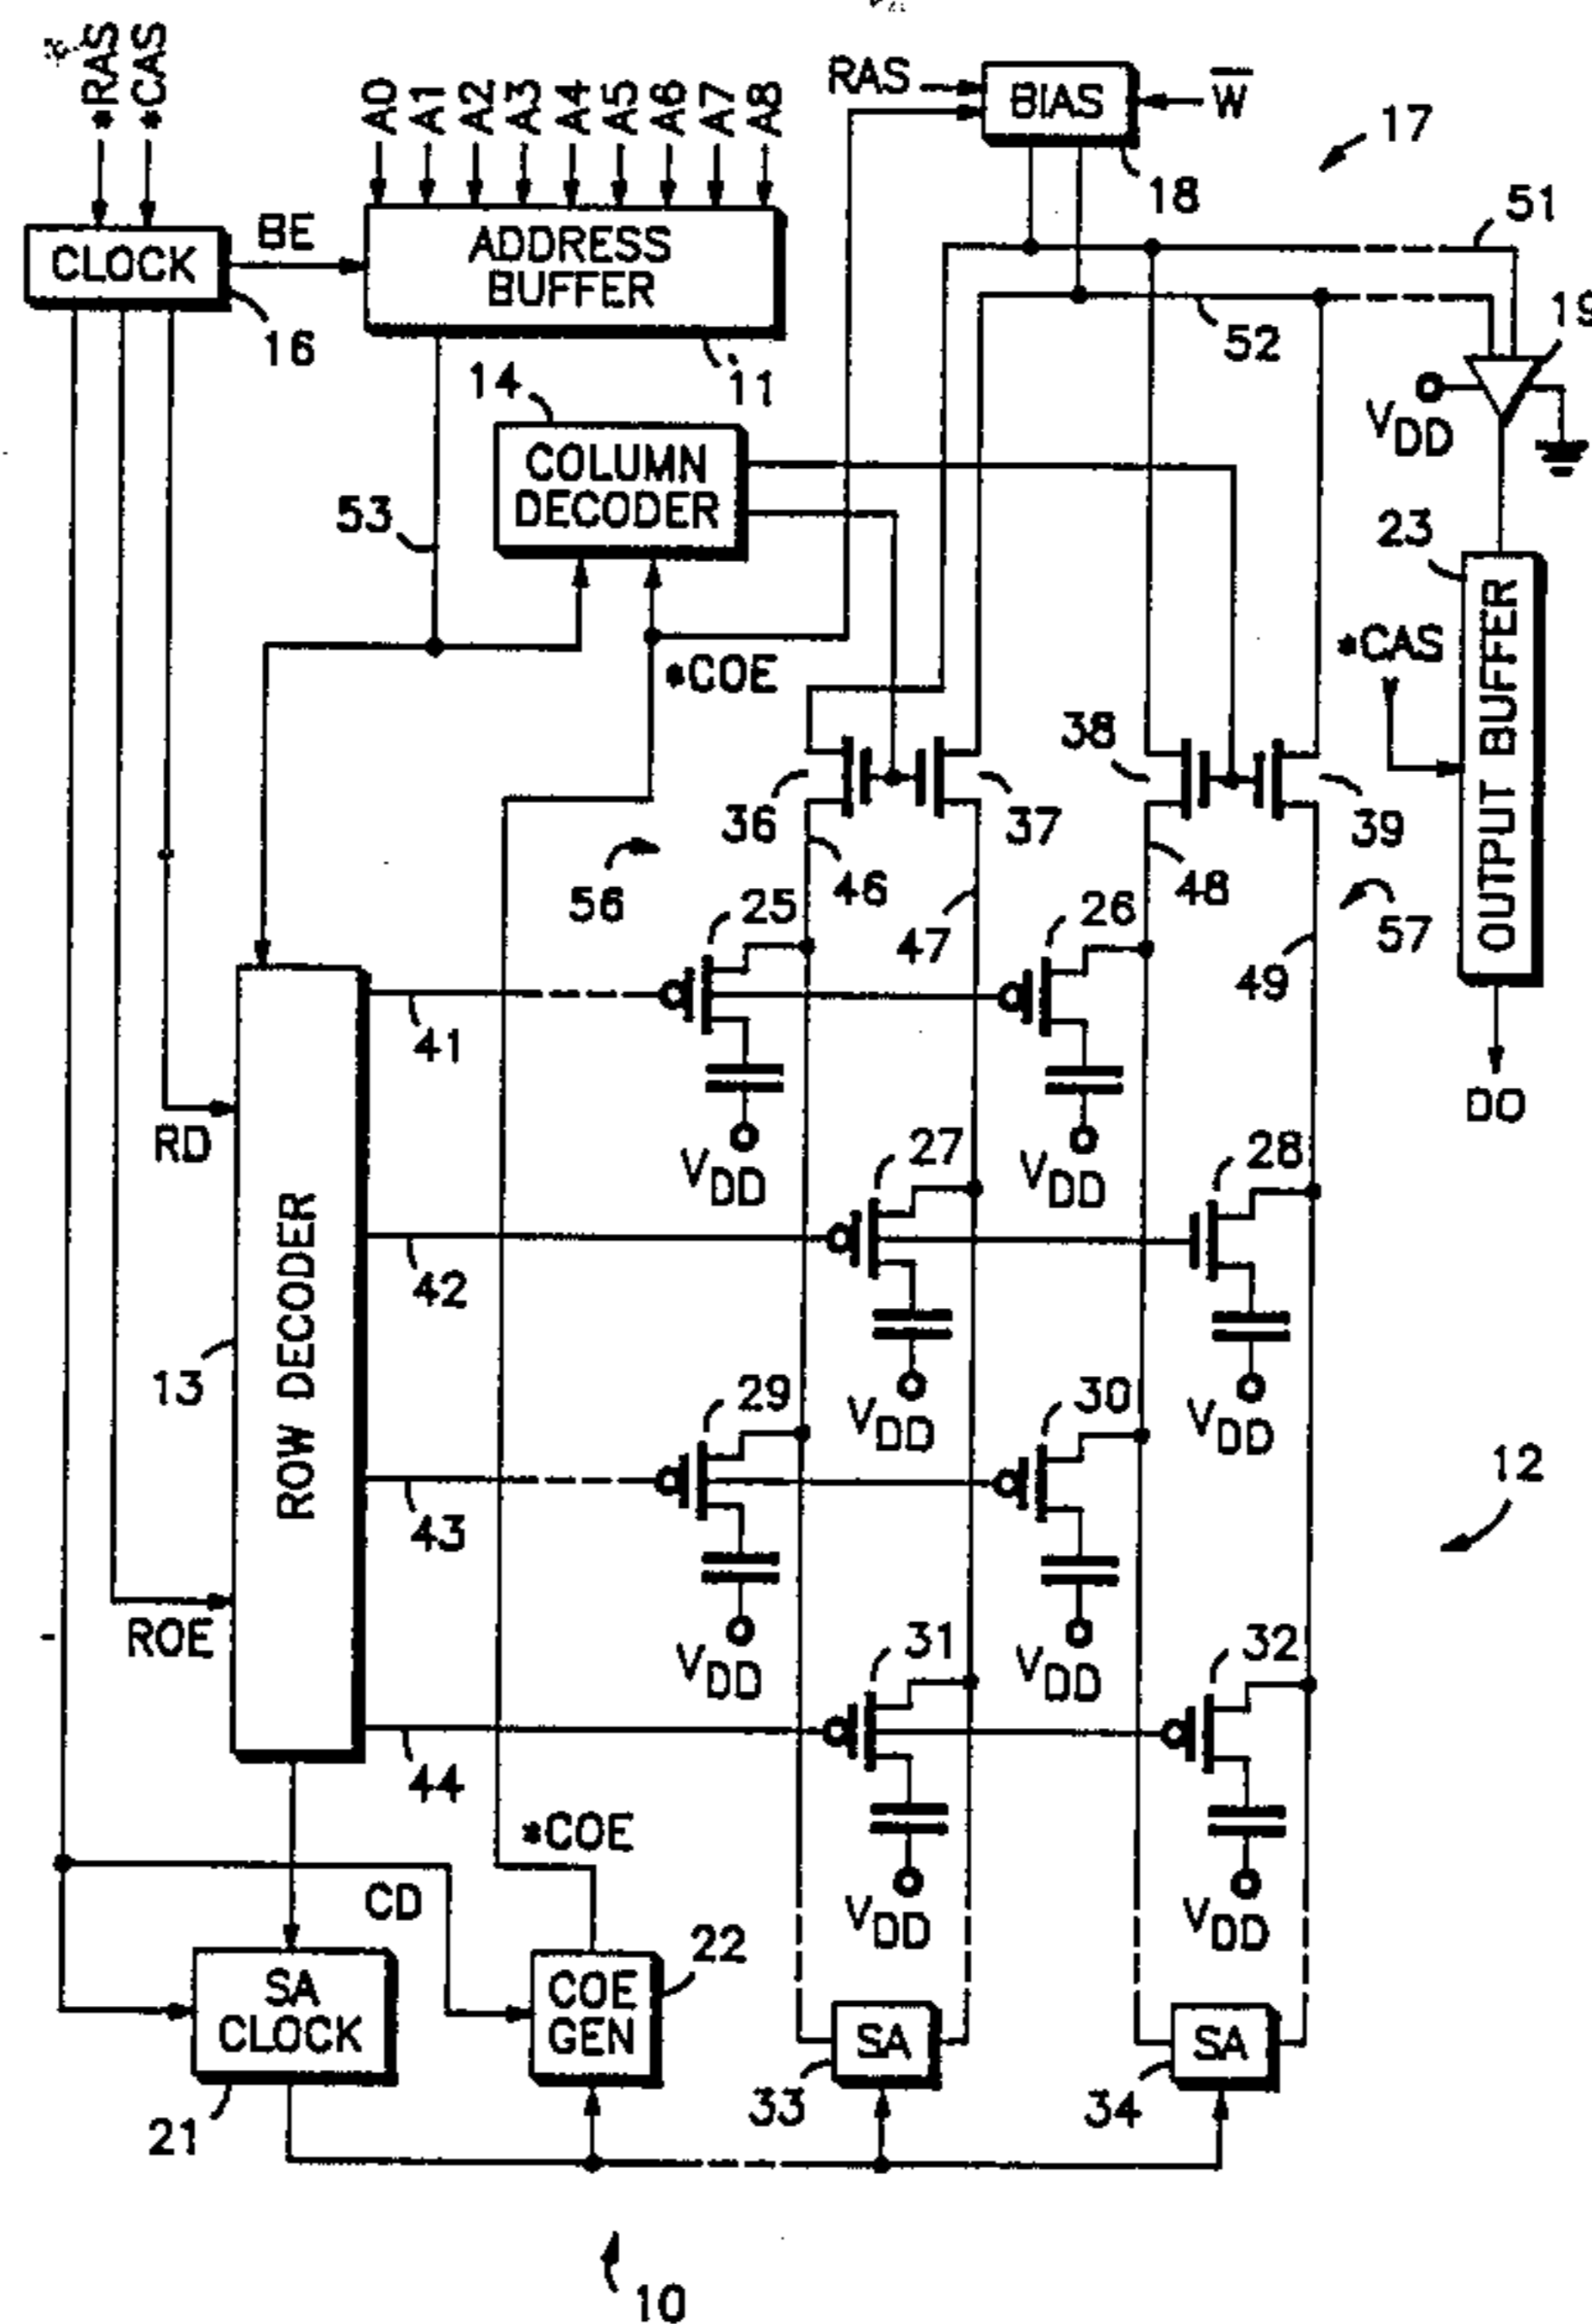 *RAS
*CAS
A0
A1
A2
A3
A4
A5
A6
A7
A8
RAS
BIAS
W̅
17
18
51
CLOCK
BE
ADDRESS
BUFFER
16
11
52
19
VDD
14
COLUMN
DECODER
53
23
*COE
*CAS
OUTPUT BUFFER
36
37
38
39
56
46
47
48
57
49
25
26
41
VDD
VDD
DO
RD
27
28
42
13
ROW DECODER
VDD
VDD
29
30
43
12
VDD
VDD
ROE
31
32
44
*COE
VDD
VDD
CD
22
SA
CLOCK
COE
GEN
SA
SA
21
33
34
10